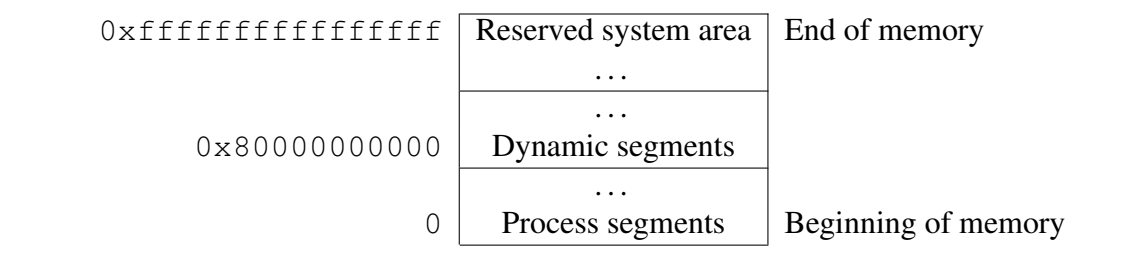 0xffffffffffffffff Reserved system area End of memory
...
...
0x80000000000 Dynamic segments
...
0 Process segments Beginning of memory